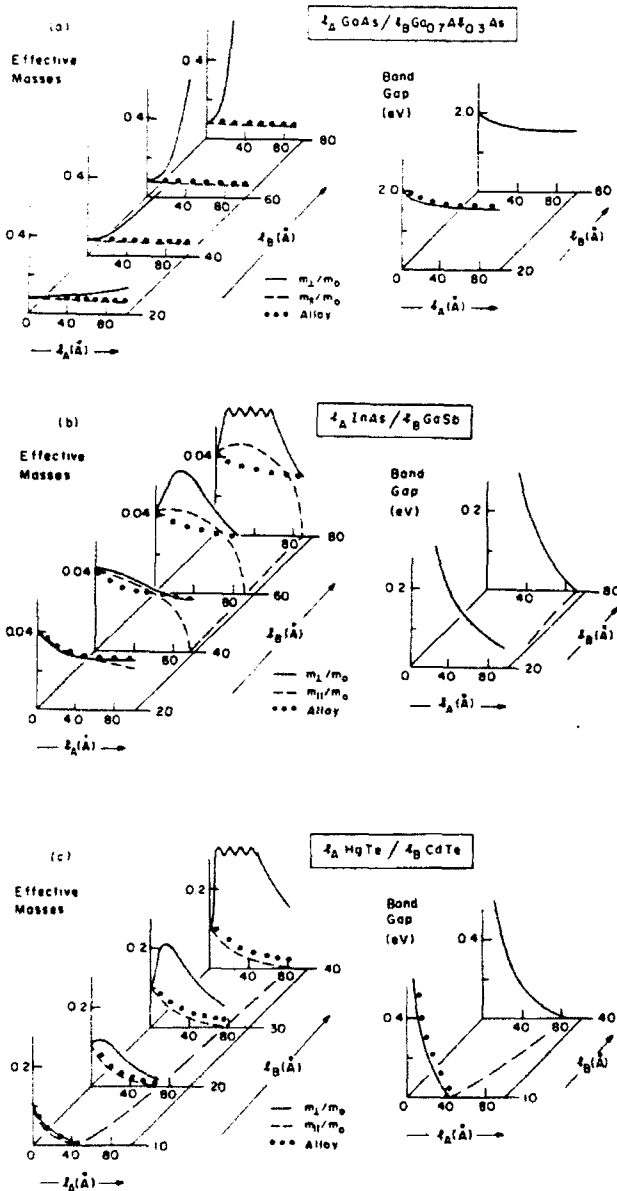 (a)
ℓA GaAs / ℓB Ga0.7Al0.3As
Effective
Masses
0.4
0.4
0.4
0.4
0 40 80
20
40
40 80
60
40 80
80
ℓB(Å)
m⊥/m0
m∥/m0
Alloy
ℓA(Å)
Band
Gap
(eV)
2.0
2.0
0 40 80
20
40 80
60
ℓB(Å)
ℓA(Å)
(b)
ℓA InAs / ℓB GaSb
Effective
Masses
0.04
0.04
0.04
0.04
0 40 80
20
40
60
80
ℓB(Å)
m⊥/m0
m∥/m0
Alloy
ℓA(Å)
Band
Gap
(eV)
0.2
0.2
0 40 80
20
40
80
ℓB(Å)
ℓA(Å)
(c)
ℓA HgTe / ℓB CdTe
Effective
Masses
0.2
0.2
0.2
0.2
0 40 80
10
40 80
20
40 80
30
40 80
40
ℓB(Å)
m⊥/m0
m∥/m0
Alloy
ℓA(Å)
Band
Gap
(eV)
0.4
0.4
0 40 80
10
40 80
40
ℓB(Å)
ℓA(Å)